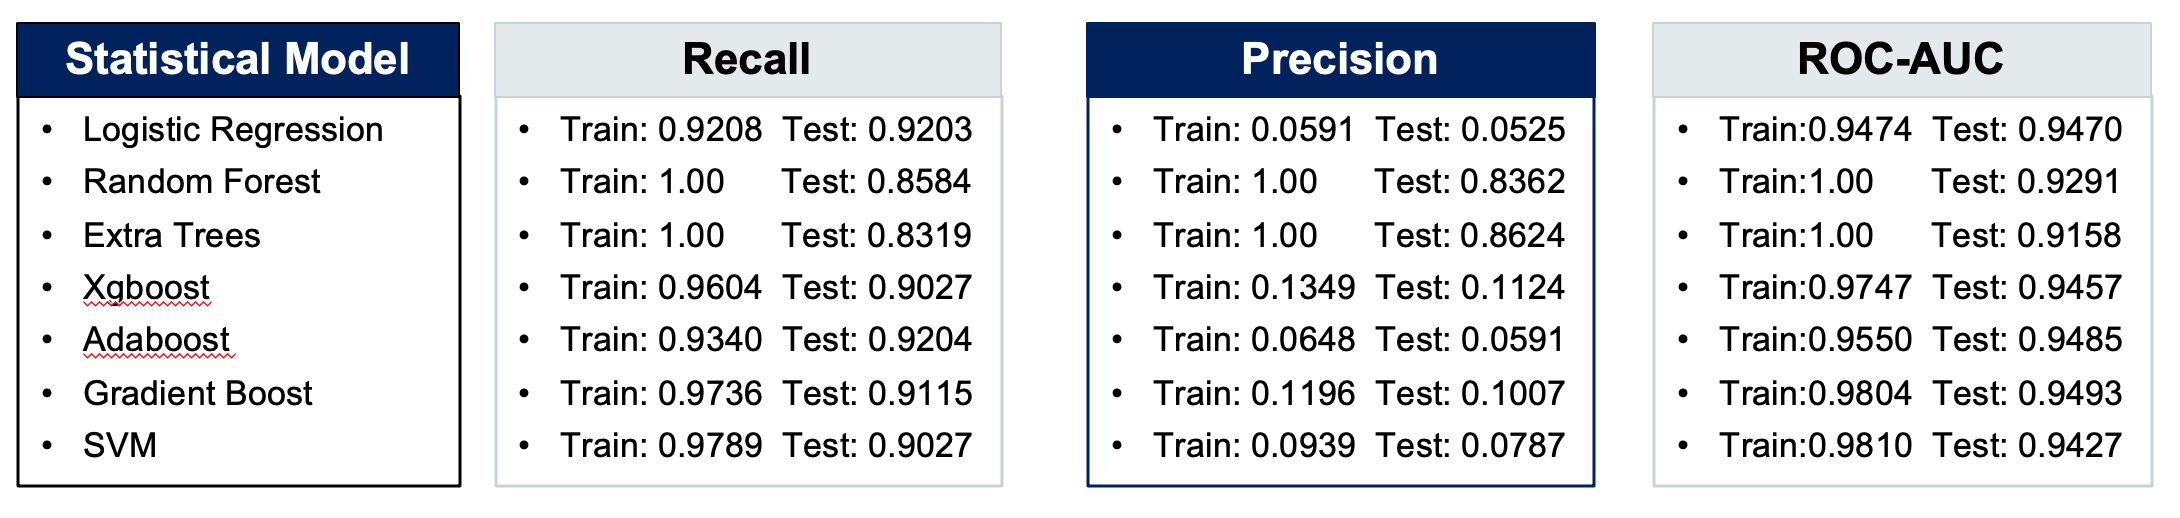 Statistical Model
• Logistic Regression
• Random Forest
• Extra Trees
• Xgboost
• Adaboost
• Gradient Boost
• SVM
Recall
• Train: 0.9208 Test: 0.9203
• Train: 1.00 Test: 0.8584
• Train: 1.00 Test: 0.8319
• Train: 0.9604 Test: 0.9027
• Train: 0.9340 Test: 0.9204
• Train: 0.9736 Test: 0.9115
• Train: 0.9789 Test: 0.9027
Precision
• Train: 0.0591 Test: 0.0525
• Train: 1.00 Test: 0.8362
• Train: 1.00 Test: 0.8624
• Train: 0.1349 Test: 0.1124
• Train: 0.0648 Test: 0.0591
• Train: 0.1196 Test: 0.1007
• Train: 0.0939 Test: 0.0787
ROC-AUC
• Train:0.9474 Test: 0.9470
• Train:1.00 Test: 0.9291
• Train:1.00 Test: 0.9158
• Train:0.9747 Test: 0.9457
• Train:0.9550 Test: 0.9485
• Train:0.9804 Test: 0.9493
• Train:0.9810 Test: 0.9427